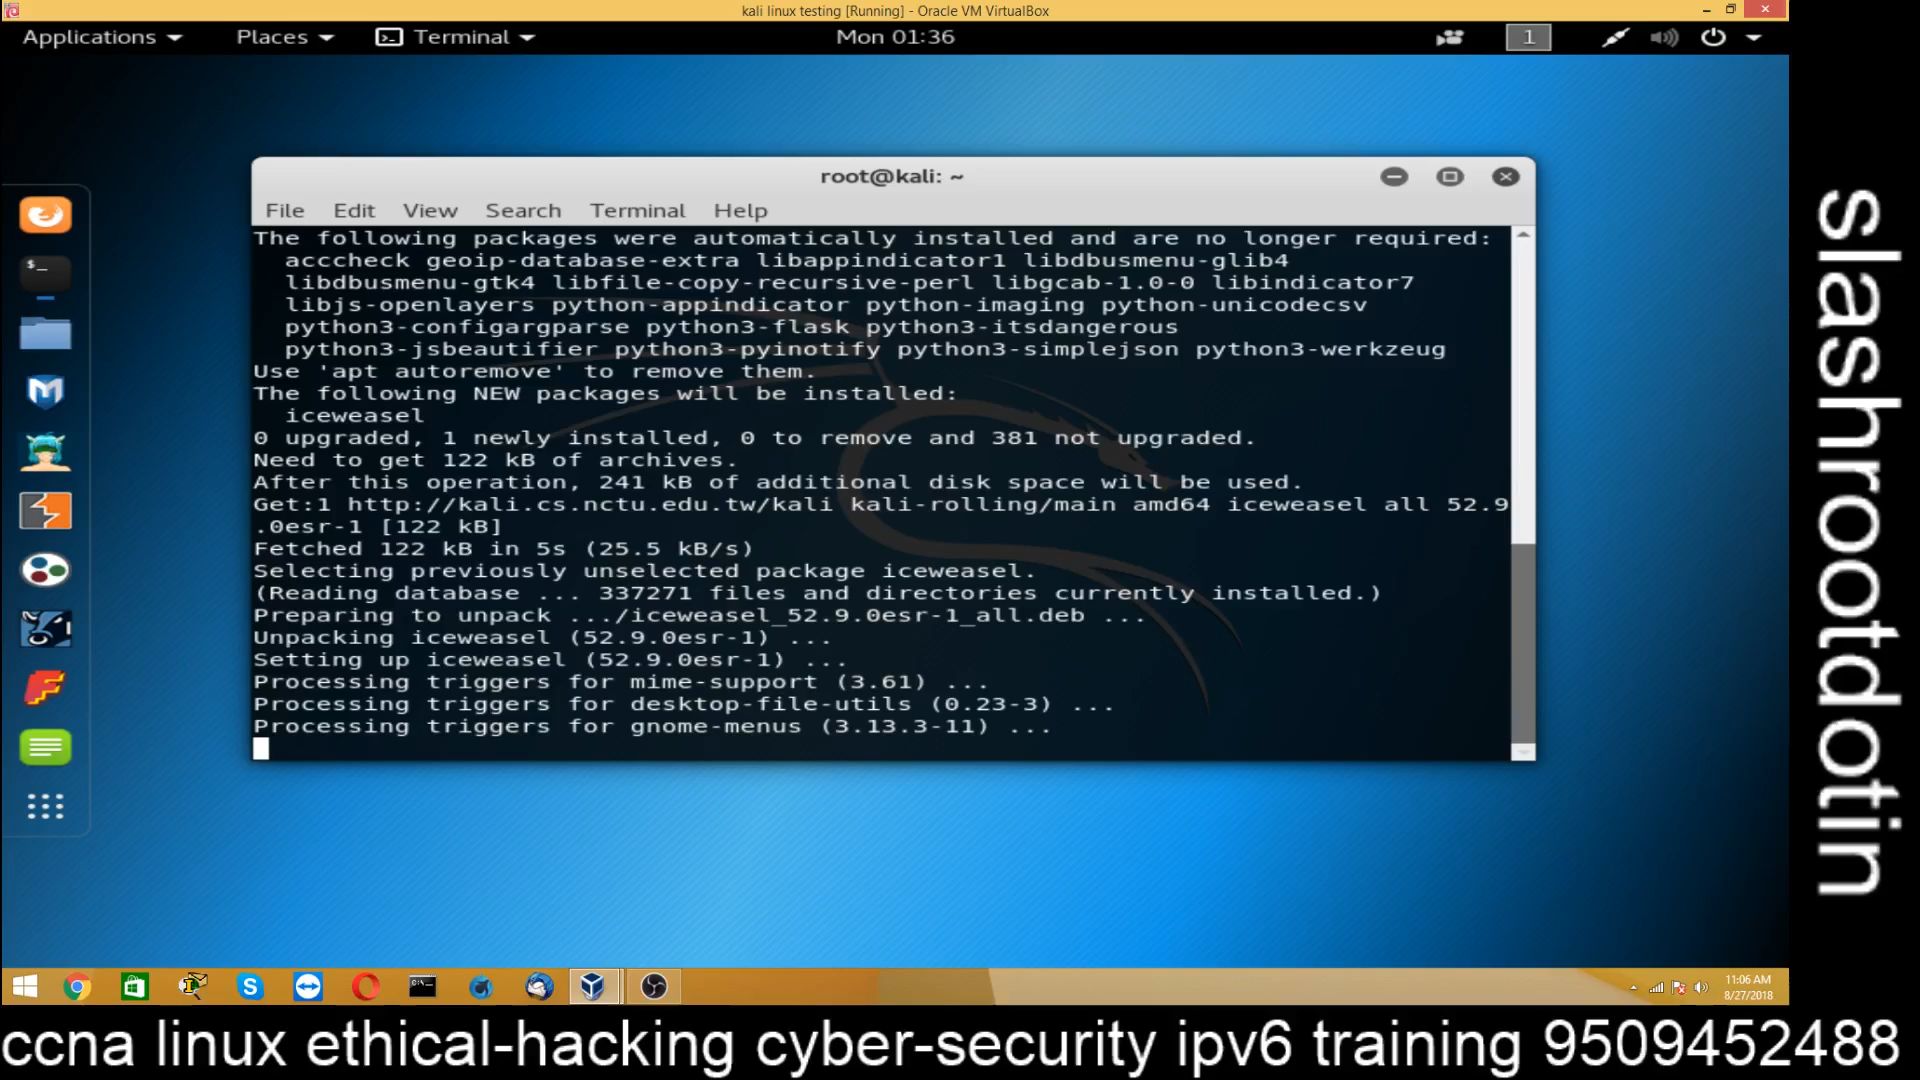 kali linux testing [Running] - Oracle VM VirtualBox
Applications Places Terminal Mon 01:36 1
root@kali: ~
File Edit View Search Terminal Help
The following packages were automatically installed and are no longer required:
acccheck geoip-database-extra libappindicator1 libdbusmenu-glib4
libdbusmenu-gtk4 libfile-copy-recursive-perl libgcab-1.0-0 libindicator7
libjs-openlayers python-appindicator python-imaging python-unicodecsv
python3-configargparse python3-flask python3-itsdangerous
python3-jsbeautifier python3-pyinotify python3-simplejson python3-werkzeug
Use 'apt autoremove' to remove them.
The following NEW packages will be installed:
iceweasel
0 upgraded, 1 newly installed, 0 to remove and 381 not upgraded.
Need to get 122 kB of archives.
After this operation, 241 kB of additional disk space will be used.
Get:1 http://kali.cs.nctu.edu.tw/kali kali-rolling/main amd64 iceweasel all 52.9
.0esr-1 [122 kB]
Fetched 122 kB in 5s (25.5 kB/s)
Selecting previously unselected package iceweasel.
(Reading database ... 337271 files and directories currently installed.)
Preparing to unpack .../iceweasel_52.9.0esr-1_all.deb ...
Unpacking iceweasel (52.9.0esr-1) ...
Setting up iceweasel (52.9.0esr-1) ...
Processing triggers for mime-support (3.61) ...
Processing triggers for desktop-file-utils (0.23-3) ...
Processing triggers for gnome-menus (3.13.3-11) ...
11:06 AM
8/27/2018
slashrootdotin
ccna linux ethical-hacking cyber-security ipv6 training 9509452488